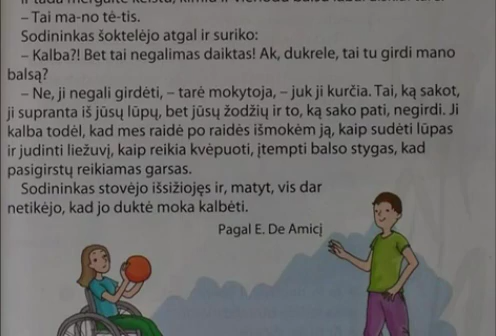 – Tai ma-no tė-tis.
Sodininkas šoktelėjo atgal ir suriko:
– Kalba?! Bet tai negalimas daiktas! Ak, dukrele, tai tu girdi mano
balsą?
– Ne, ji negali girdėti, – tarė mokytoja, – juk ji kurčia. Tai, ką sakot,
ji supranta iš jūsų lūpų, bet jūsų žodžių ir to, ką sako pati, negirdi. Ji
kalba todėl, kad mes raidė po raidės išmokėm ją, kaip sudėti lūpas
ir judinti liežuvį, kaip reikia kvėpuoti, įtempti balso stygas, kad
pasigirstų reikiamas garsas.
Sodininkas stovėjo išsižiojęs ir, matyt, vis dar
netikėjo, kad jo duktė moka kalbėti.
Pagal E. De Amicį